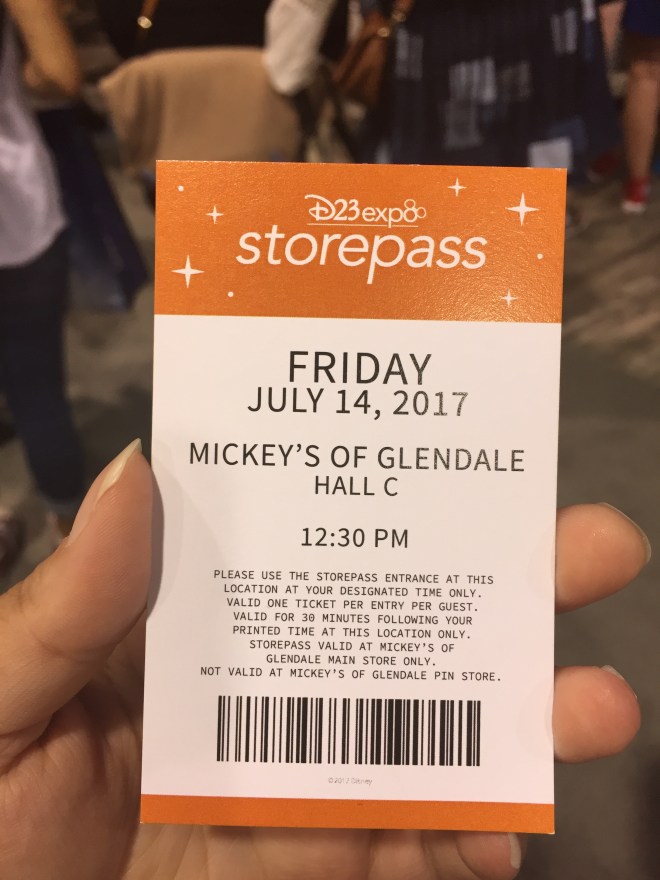 D23 expo
storepass
FRIDAY
JULY 14, 2017
MICKEY'S OF GLENDALE
HALL C
12:30 PM
PLEASE USE THE STOREPASS ENTRANCE AT THIS
LOCATION AT YOUR DESIGNATED TIME ONLY.
VALID ONE TICKET PER ENTRY PER GUEST.
VALID FOR 30 MINUTES FOLLOWING YOUR
PRINTED TIME AT THIS LOCATION ONLY.
STOREPASS VALID AT MICKEY'S OF
GLENDALE MAIN STORE ONLY.
NOT VALID AT MICKEY'S OF GLENDALE PIN STORE.
©2017 Disney